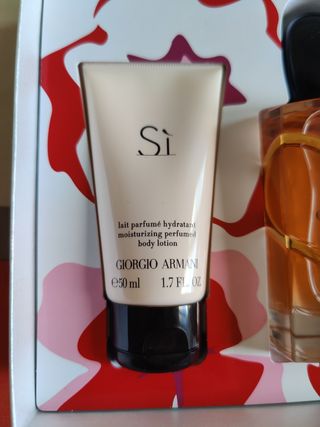 Sì
lait parfumé hydratant
moisturizing perfumed
body lotion
GIORGIO ARMANI
℮50 ml 1.7 FL. OZ